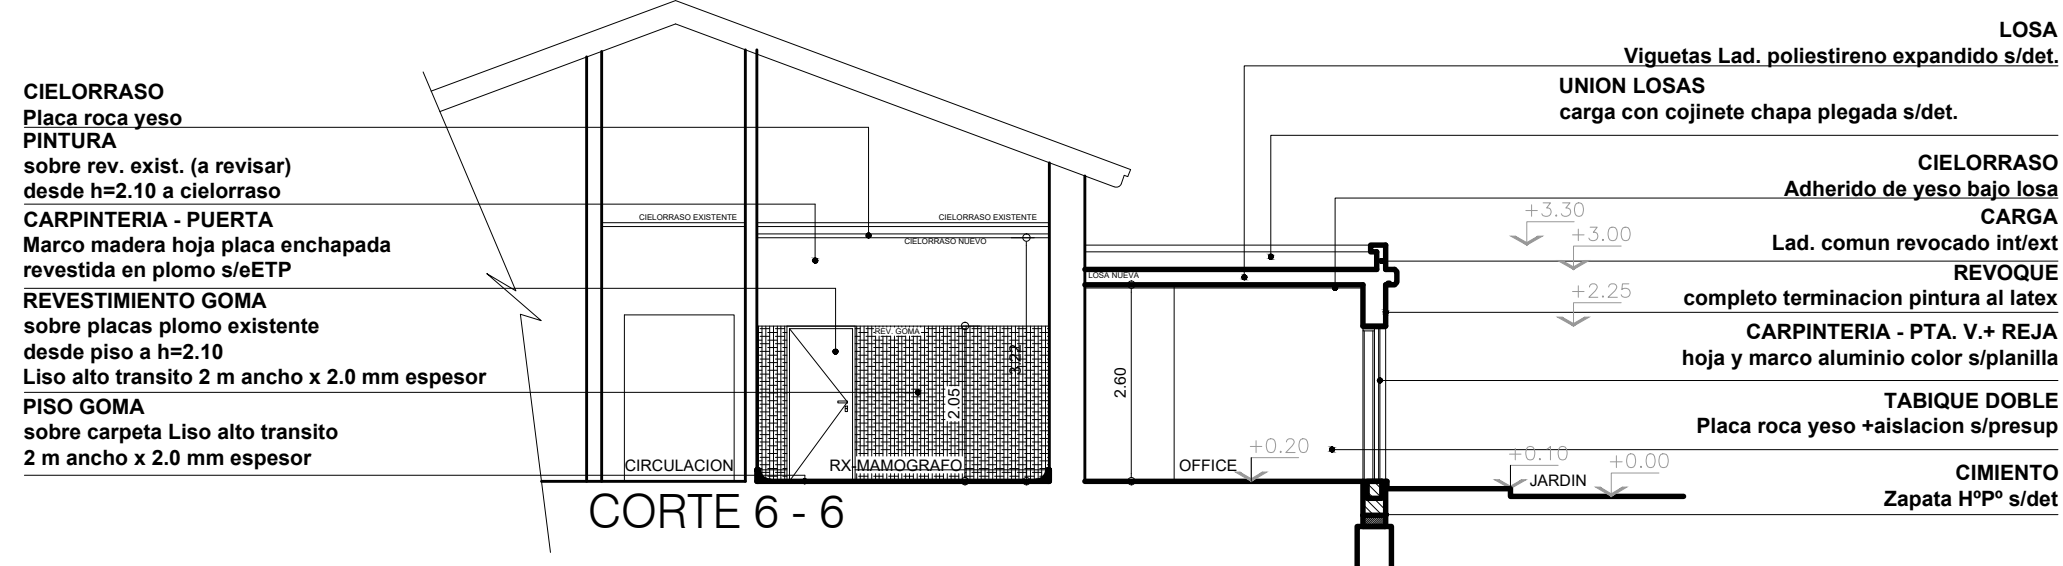 CIELORRASO
Placa roca yeso
PINTURA
sobre rev. exist. (a revisar)
desde h=2.10 a cielorraso
CARPINTERIA - PUERTA
Marco madera hoja placa enchapada
revestida en plomo s/eETP
REVESTIMIENTO GOMA
sobre placas plomo existente
desde piso a h=2.10
Liso alto transito 2 m ancho x 2.0 mm espesor
PISO GOMA
sobre carpeta Liso alto transito
2 m ancho x 2.0 mm espesor
CIELORRASO EXISTENTE
CIELORRASO EXISTENTE
CIELORRASO NUEVO
REV. GOMA
3.22
2.05
CIRCULACION
RX-MAMOGRAFO
CORTE 6 - 6
LOSA NUEVA
2.60
OFFICE
+0.20
+3.30
+3.00
+2.25
+0.10
+0.00
JARDIN
LOSA
Viguetas Lad. poliestireno expandido s/det.
UNION LOSAS
carga con cojinete chapa plegada s/det.
CIELORRASO
Adherido de yeso bajo losa
CARGA
Lad. comun revocado int/ext
REVOQUE
completo terminacion pintura al latex
CARPINTERIA - PTA. V.+ REJA
hoja y marco aluminio color s/planilla
TABIQUE DOBLE
Placa roca yeso +aislacion s/presup
CIMIENTO
Zapata HºPº s/det